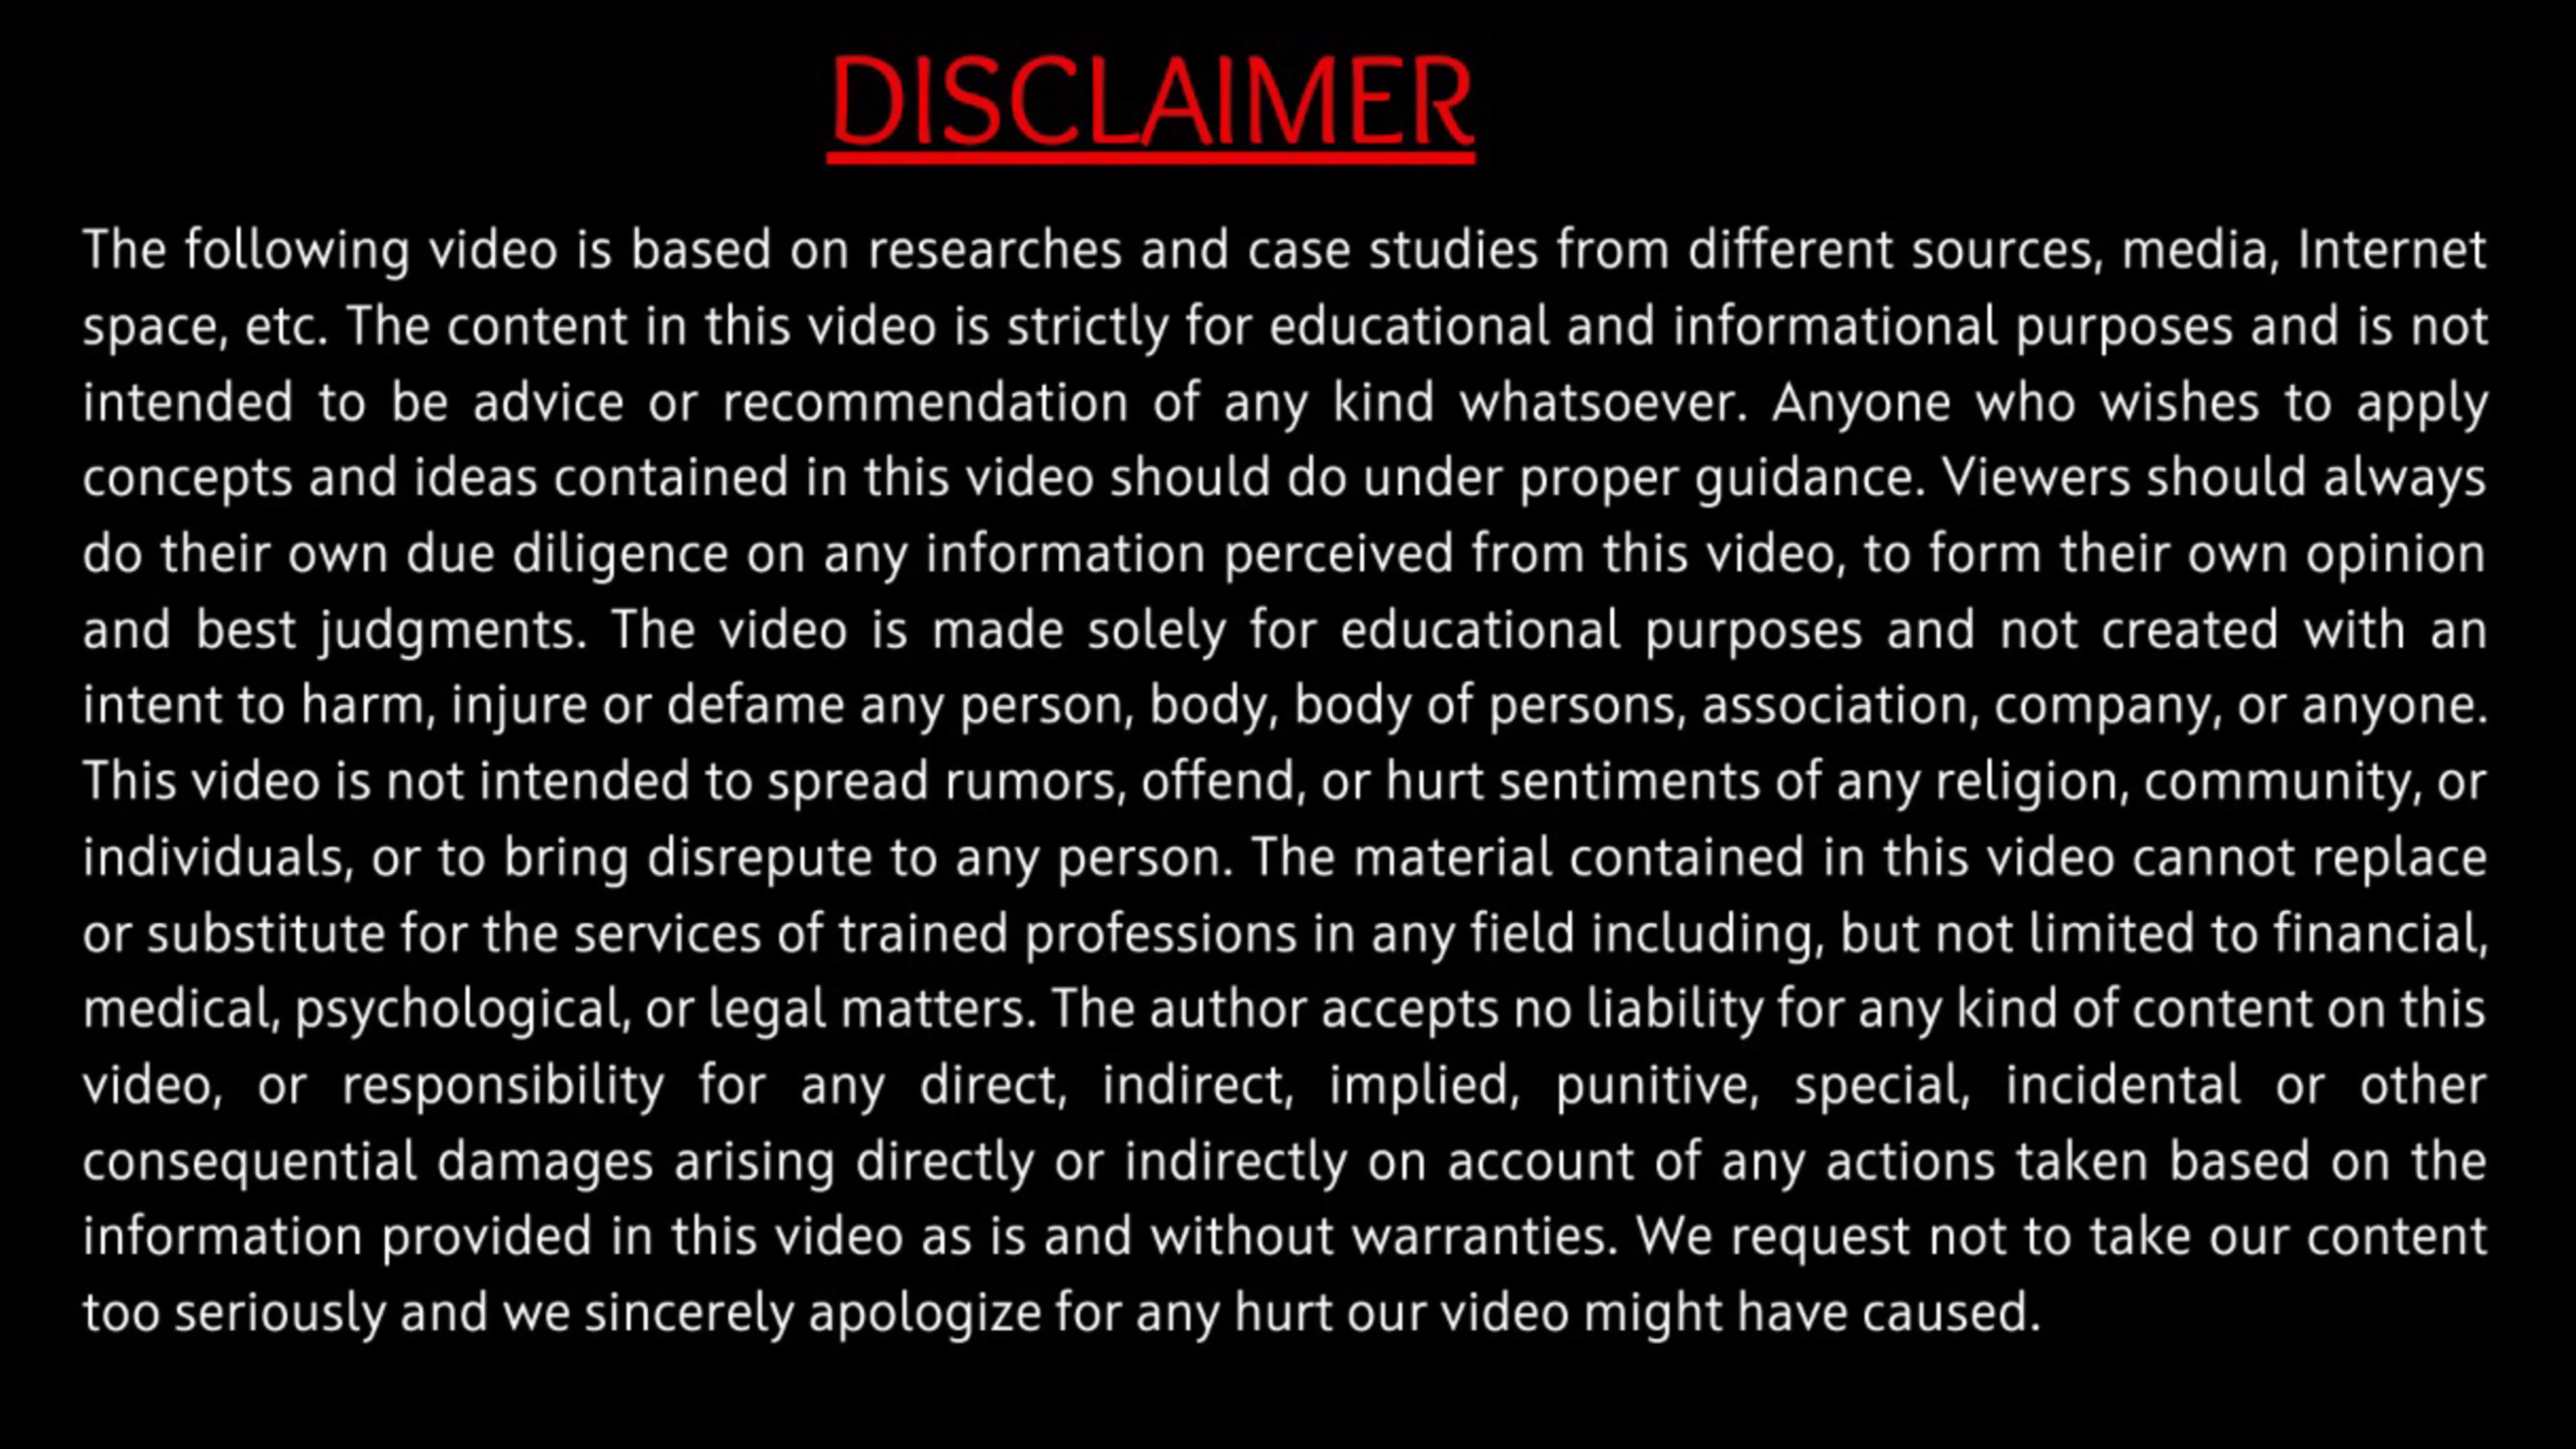 DISCLAIMER
The following video is based on researches and case studies from different sources, media, Internet
space, etc. The content in this video is strictly for educational and informational purposes and is not
intended to be advice or recommendation of any kind whatsoever. Anyone who wishes to apply
concepts and ideas contained in this video should do under proper guidance. Viewers should always
do their own due diligence on any information perceived from this video, to form their own opinion
and best judgments. The video is made solely for educational purposes and not created with an
intent to harm, injure or defame any person, body, body of persons, association, company, or anyone.
This video is not intended to spread rumors, offend, or hurt sentiments of any religion, community, or
individuals, or to bring disrepute to any person. The material contained in this video cannot replace
or substitute for the services of trained professions in any field including, but not limited to financial,
medical, psychological, or legal matters. The author accepts no liability for any kind of content on this
video, or responsibility for any direct, indirect, implied, punitive, special, incidental or other
consequential damages arising directly or indirectly on account of any actions taken based on the
information provided in this video as is and without warranties. We request not to take our content
too seriously and we sincerely apologize for any hurt our video might have caused.